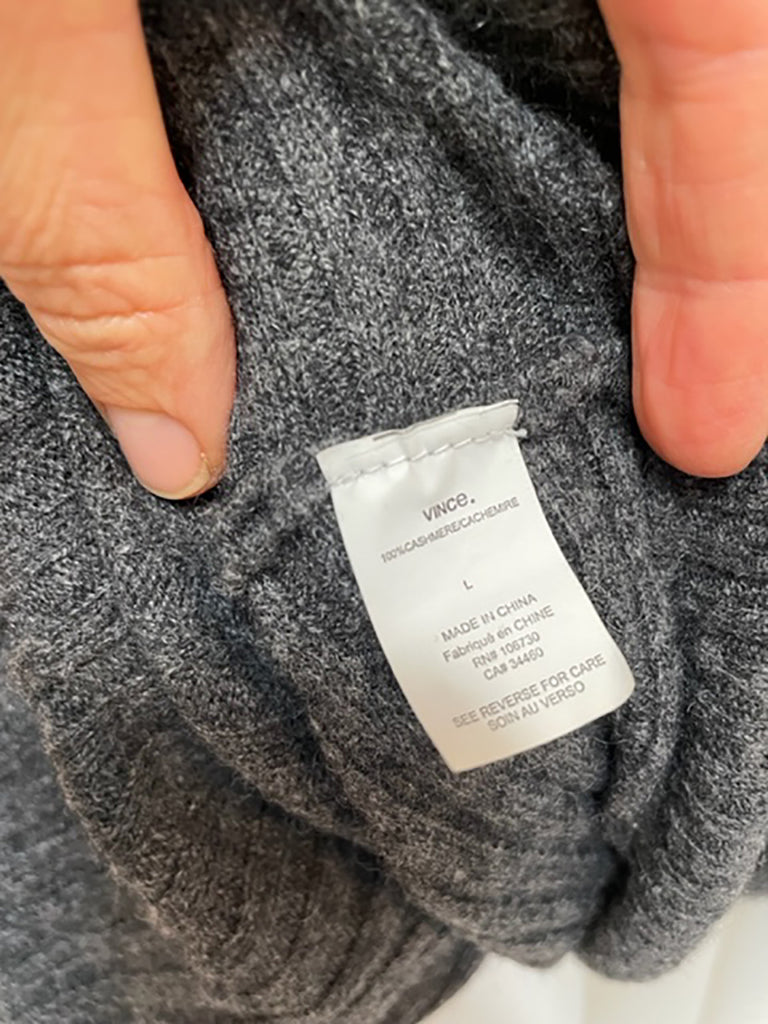 VINCE.
100%CASHMERE/CACHEMIRE
L
MADE IN CHINA
Fabriqué en CHINE
RN# 106730
CA# 34460
SEE REVERSE FOR CARE
SOIN AU VERSO